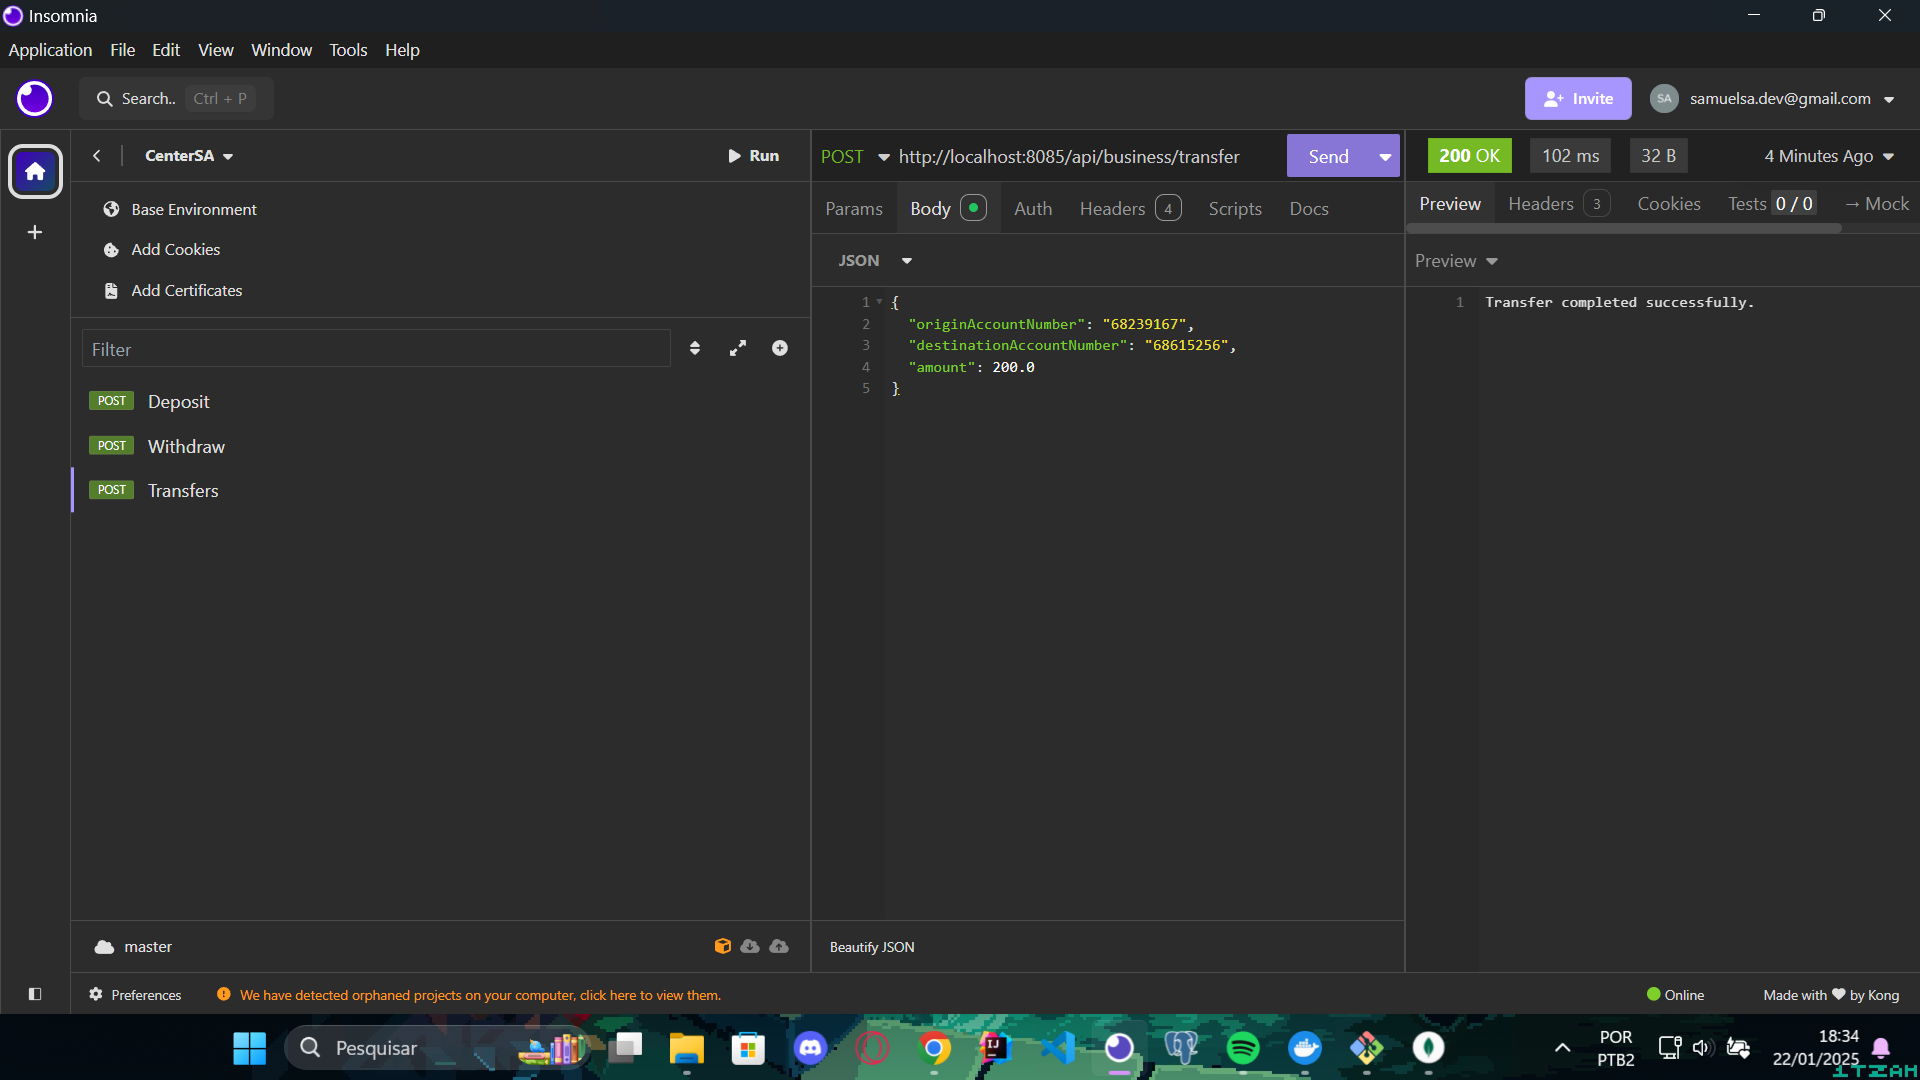 Insomnia
Application File Edit View Window Tools Help
Search.. Ctrl + P
Invite
SA samuelsa.dev@gmail.com
CenterSA
Run
Base Environment
Add Cookies
Add Certificates
Filter
POST Deposit
POST Withdraw
POST Transfers
master
POST http://localhost:8085/api/business/transfer Send
Params Body Auth Headers 4 Scripts Docs
JSON
1 {
2 "originAccountNumber": "68239167",
3 "destinationAccountNumber": "68615256",
4 "amount": 200.0
5 }
Beautify JSON
200 OK 102 ms 32 B 4 Minutes Ago
Preview Headers 3 Cookies Tests 0 / 0 → Mock
Preview
1 Transfer completed successfully.
Preferences We have detected orphaned projects on your computer, click here to view them. Online Made with ❤ by Kong
Pesquisar
IJ
POR
PTB2
18:34
22/01/2025
ITZAH